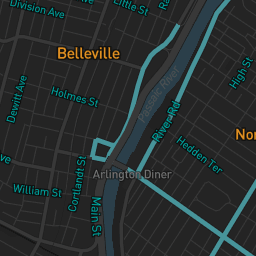 Division Ave
Little St
Belleville
High St
Dewitt Ave
Holmes St
Passaic River
River Rd
Nor
Hedden Ter
Cortlandt St
Arlington Diner
William St
Main St